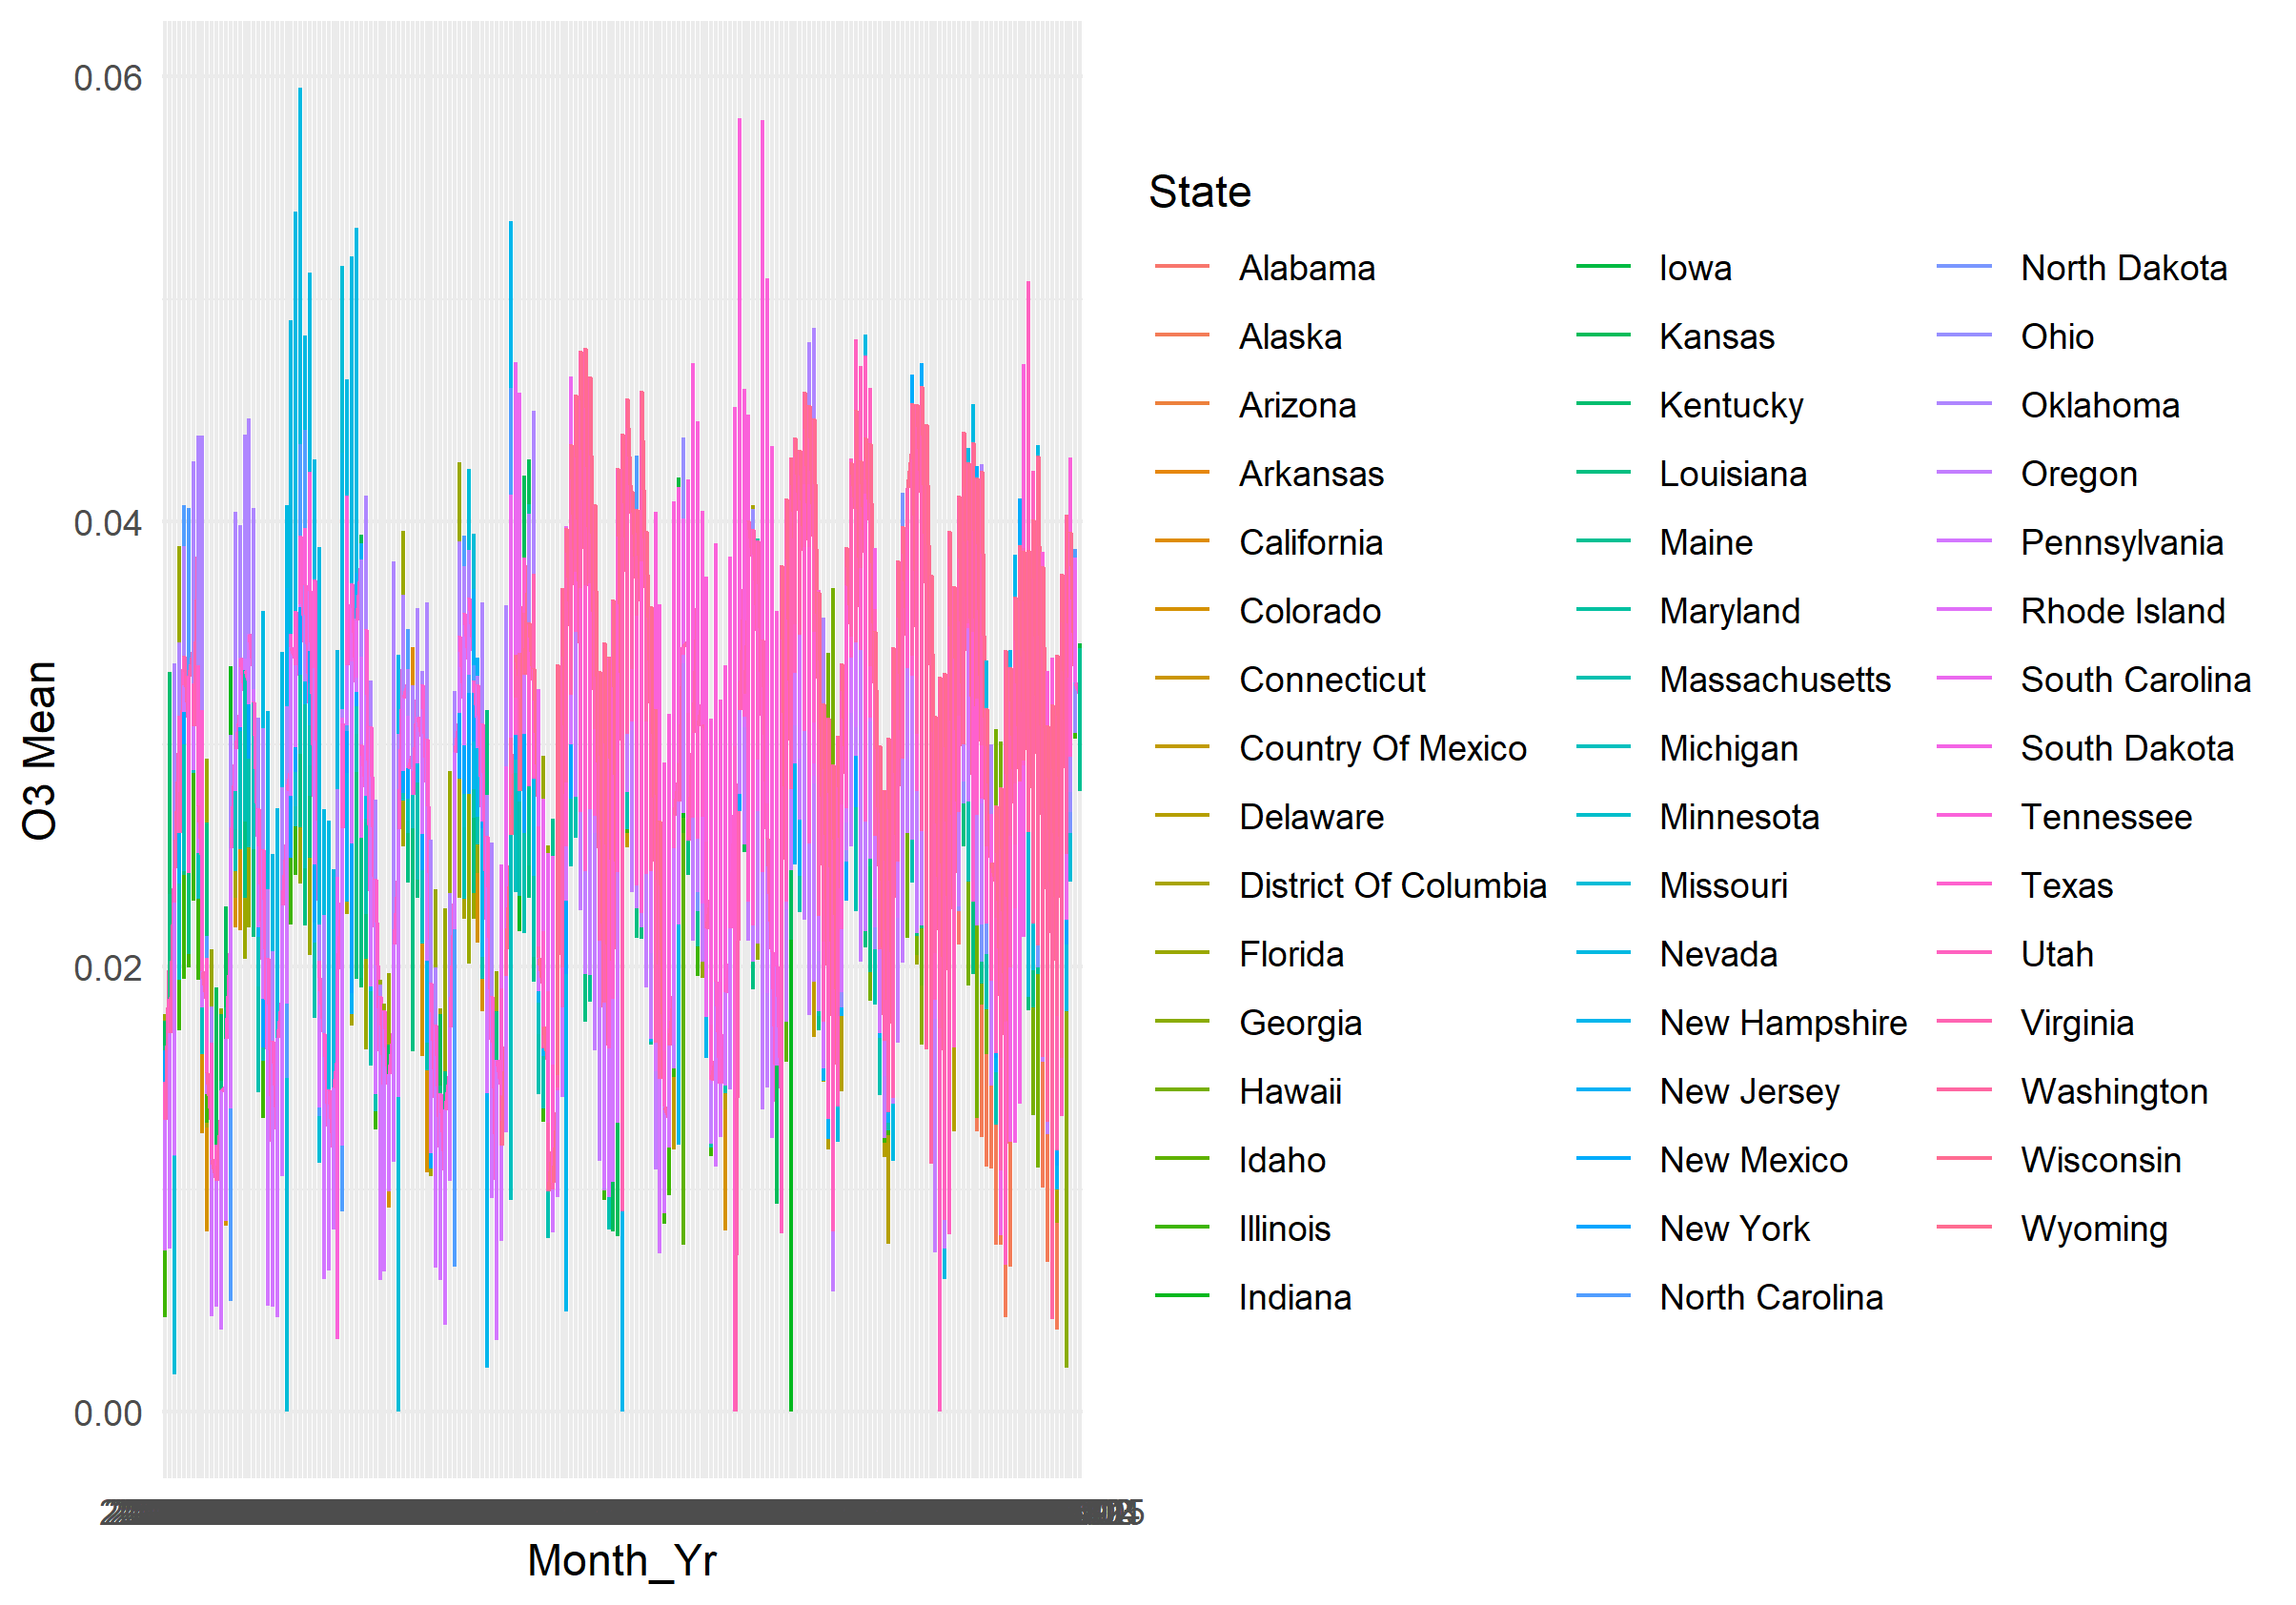 0.06
0.04
0.02
0.00
O3 Mean
Month_Yr
State
Alabama
Alaska
Arizona
Arkansas
California
Colorado
Connecticut
Country Of Mexico
Delaware
District Of Columbia
Florida
Georgia
Hawaii
Idaho
Illinois
Indiana
Iowa
Kansas
Kentucky
Louisiana
Maine
Maryland
Massachusetts
Michigan
Minnesota
Missouri
Nevada
New Hampshire
New Jersey
New Mexico
New York
North Carolina
North Dakota
Ohio
Oklahoma
Oregon
Pennsylvania
Rhode Island
South Carolina
South Dakota
Tennessee
Texas
Utah
Virginia
Washington
Wisconsin
Wyoming